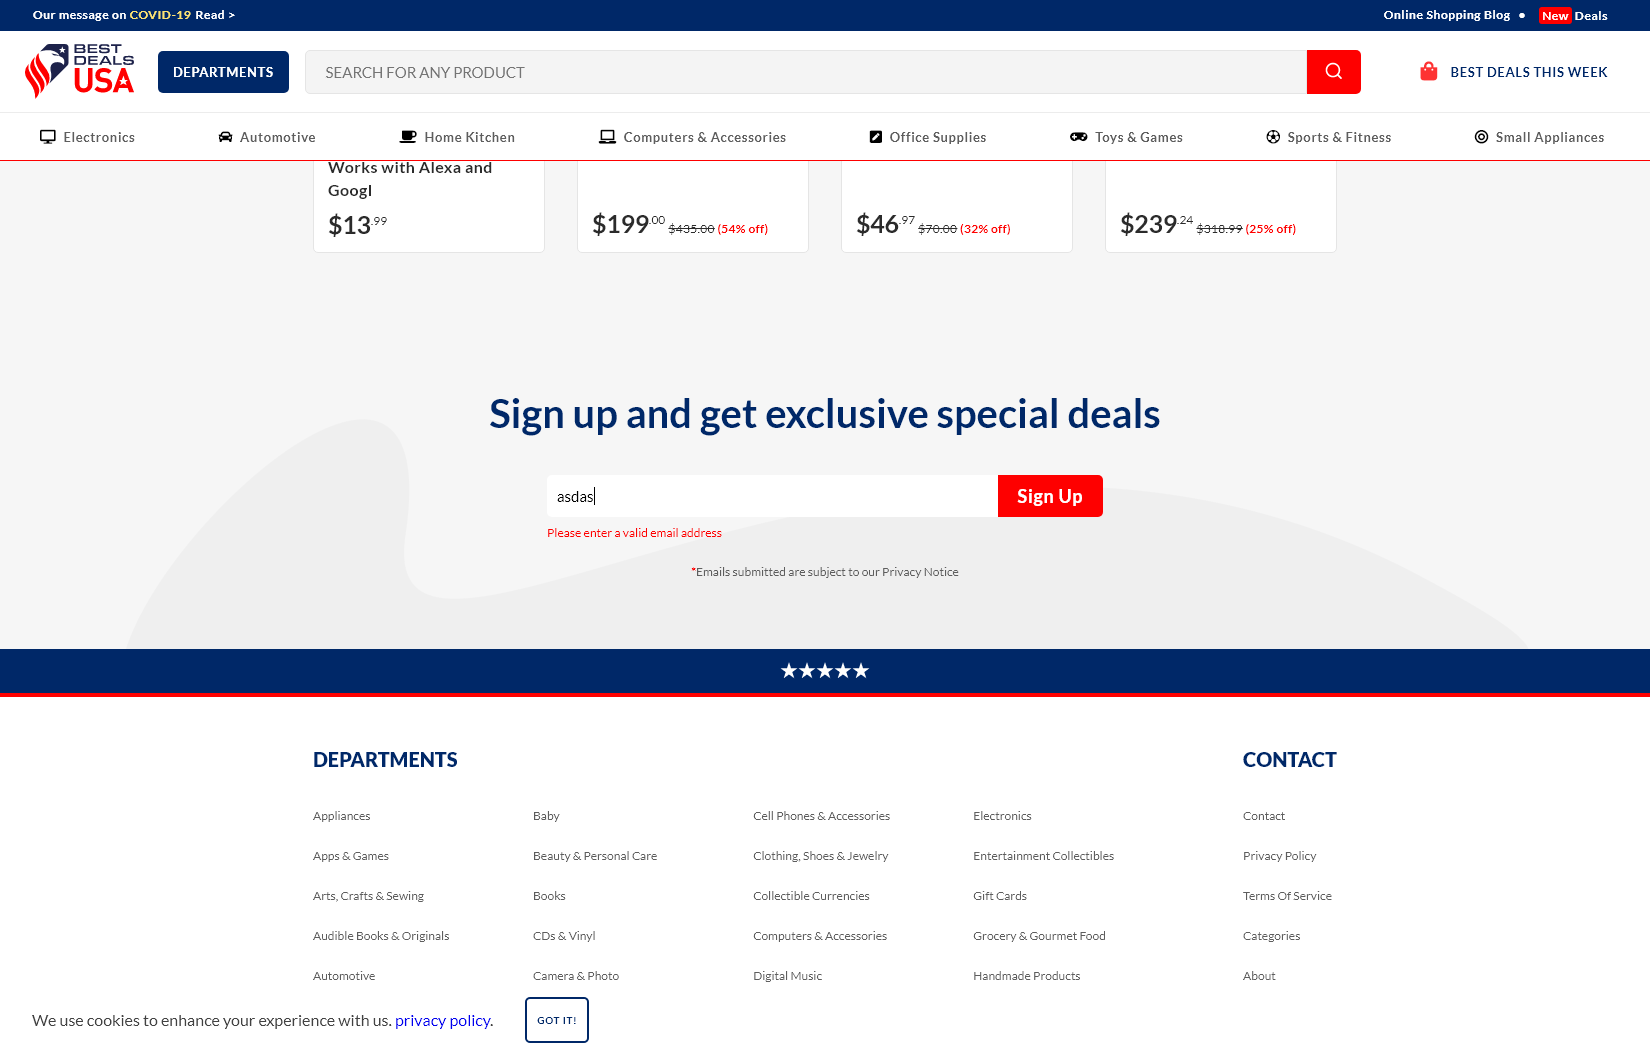 Our message on COVID-19 Read >
Online Shopping Blog • New Deals
BEST DEALS USA
DEPARTMENTS
SEARCH FOR ANY PRODUCT
BEST DEALS THIS WEEK
Electronics
Automotive
Home Kitchen
Computers & Accessories
Office Supplies
Toys & Games
Sports & Fitness
Small Appliances
Works with Alexa and
Googl
$13.99
$199.00 $435.00 (54% off)
$46.97 $70.00 (32% off)
$239.24 $318.99 (25% off)
Sign up and get exclusive special deals
asdas
Sign Up
Please enter a valid email address
*Emails submitted are subject to our Privacy Notice
★★★★★
DEPARTMENTS
CONTACT
Appliances
Baby
Cell Phones & Accessories
Electronics
Contact
Apps & Games
Beauty & Personal Care
Clothing, Shoes & Jewelry
Entertainment Collectibles
Privacy Policy
Arts, Crafts & Sewing
Books
Collectible Currencies
Gift Cards
Terms Of Service
Audible Books & Originals
CDs & Vinyl
Computers & Accessories
Grocery & Gourmet Food
Categories
Automotive
Camera & Photo
Digital Music
Handmade Products
About
We use cookies to enhance your experience with us. privacy policy.
GOT IT!